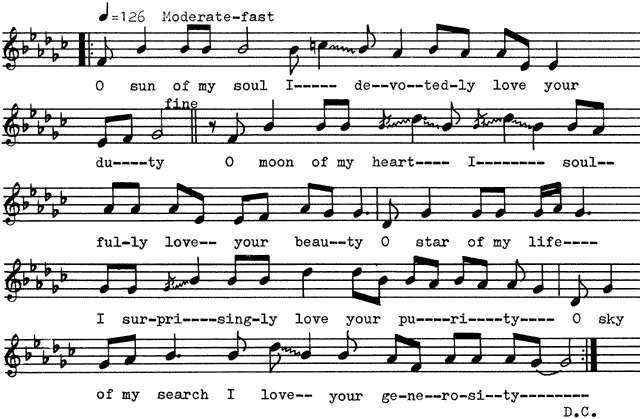 ♩=126 Moderate-fast
O sun of my soul I----- de--vo--ted-ly love your
fine
du----ty O moon of my heart---- I-------- soul--
ful-ly love-- your beau--ty O star of my life----
I sur-pri--sing-ly love your pu----ri--ty---- O sky
of my search I love-- your ge-ne--ro-si-ty---------
D.C.